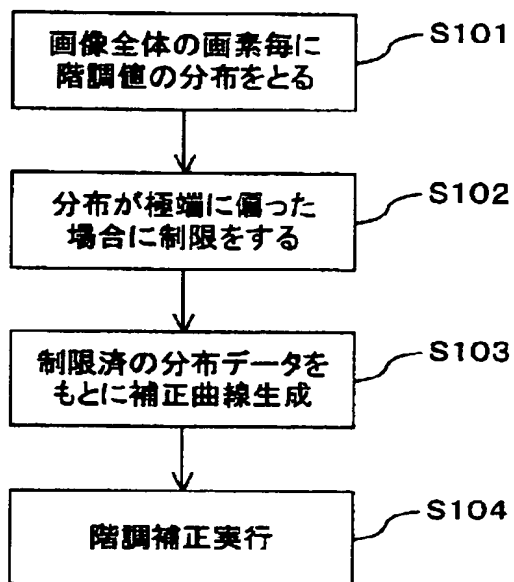 画像全体の画素毎に
階調値の分布をとる
S101
分布が極端に偏った
場合に制限をする
S102
制限済の分布データを
もとに補正曲線生成
S103
階調補正実行
S104